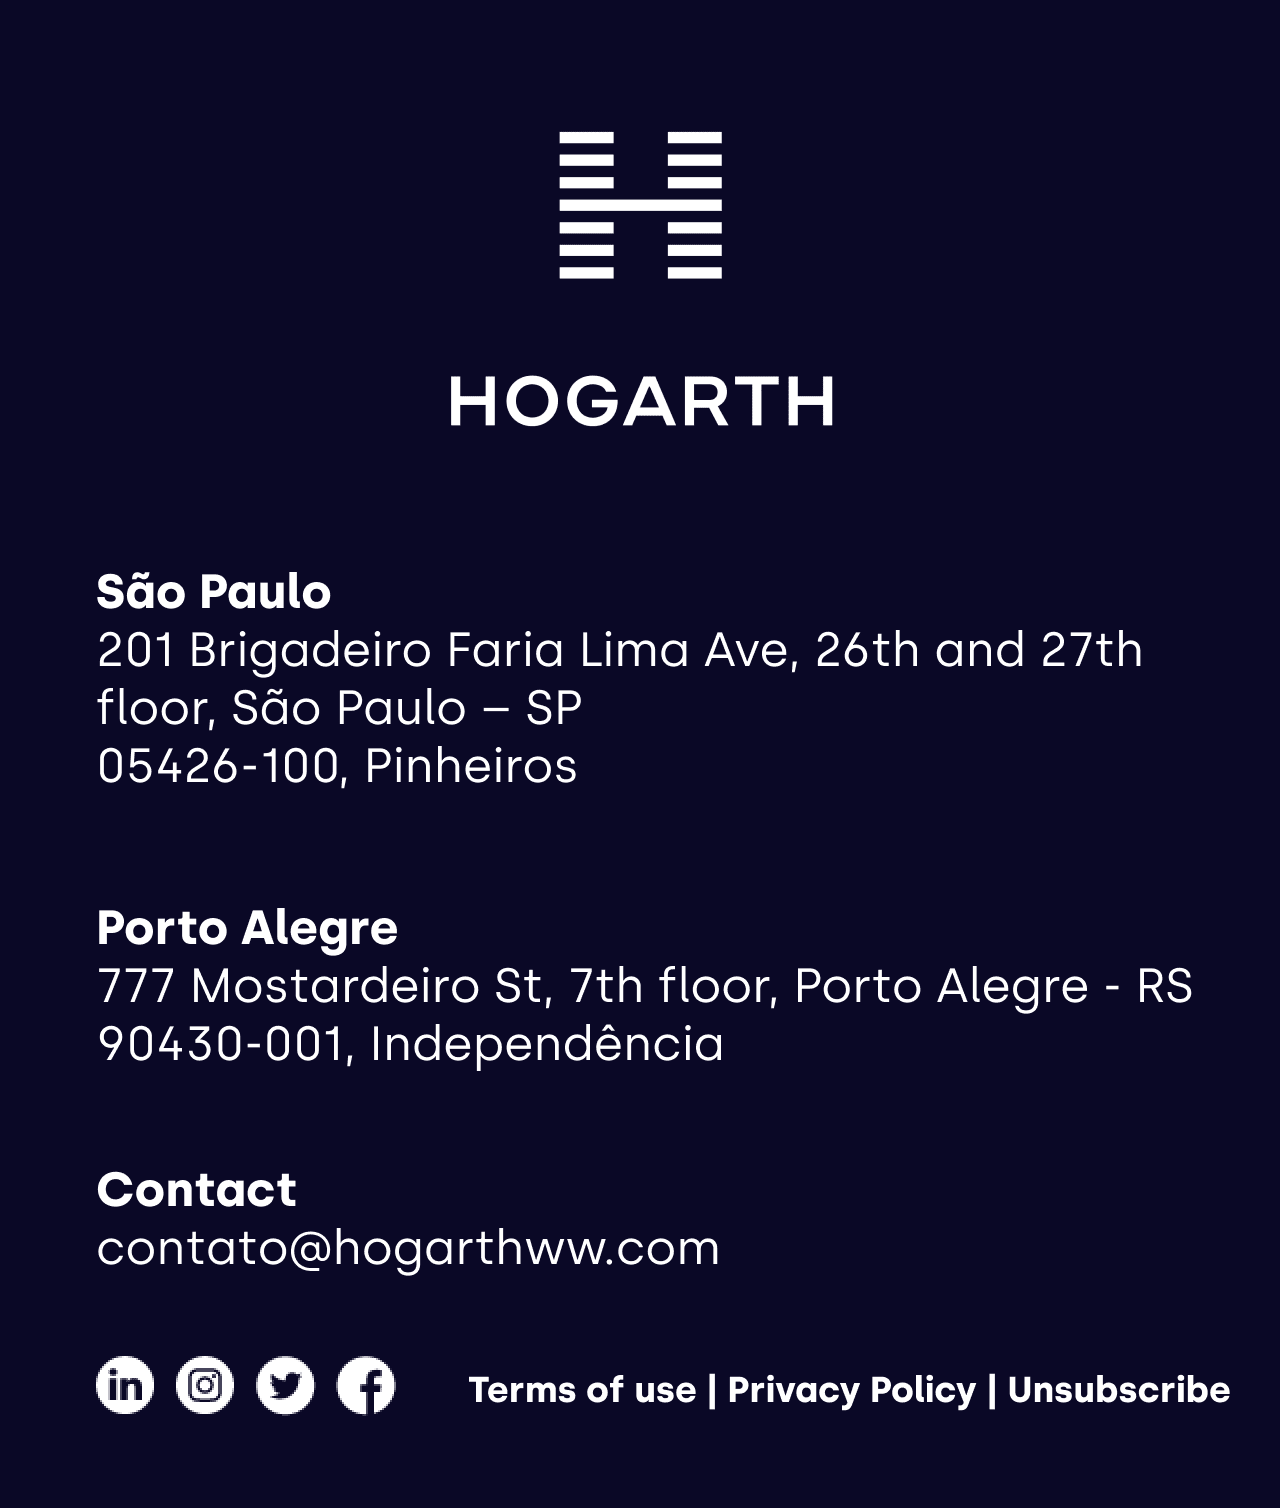 HOGARTH
São Paulo
201 Brigadeiro Faria Lima Ave, 26th and 27th
floor, São Paulo – SP
05426-100, Pinheiros
Porto Alegre
777 Mostardeiro St, 7th floor, Porto Alegre - RS
90430-001, Independência
Contact
contato@hogarthww.com
Terms of use | Privacy Policy | Unsubscribe